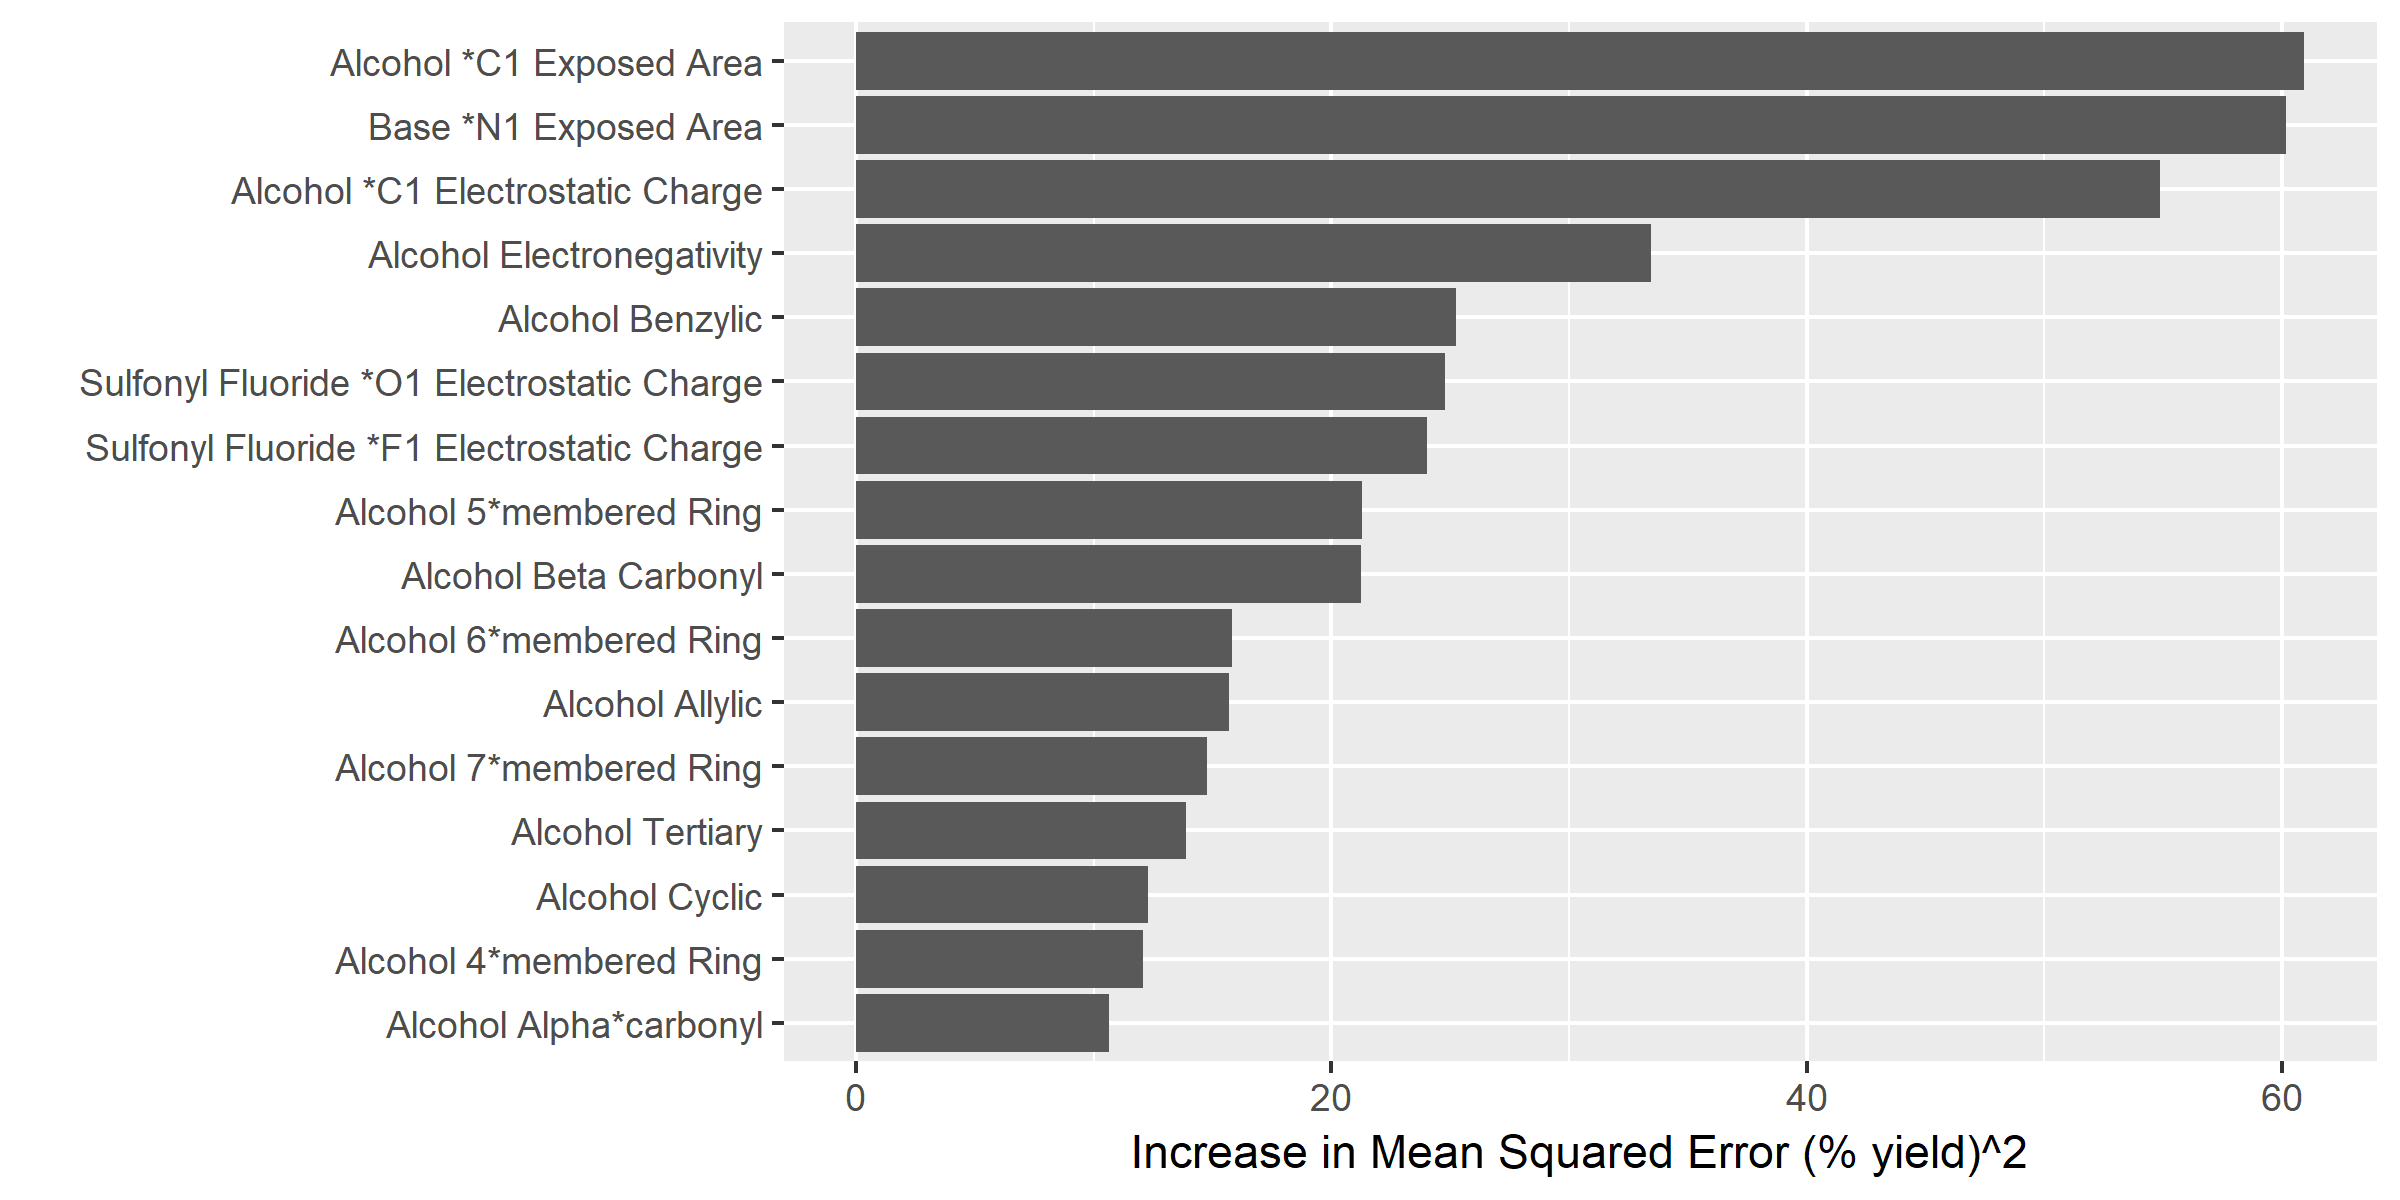 Alcohol *C1 Exposed Area
Base *N1 Exposed Area
Alcohol *C1 Electrostatic Charge
Alcohol Electronegativity
Alcohol Benzylic
Sulfonyl Fluoride *O1 Electrostatic Charge
Sulfonyl Fluoride *F1 Electrostatic Charge
Alcohol 5*membered Ring
Alcohol Beta Carbonyl
Alcohol 6*membered Ring
Alcohol Allylic
Alcohol 7*membered Ring
Alcohol Tertiary
Alcohol Cyclic
Alcohol 4*membered Ring
Alcohol Alpha*carbonyl
0 20 40 60
Increase in Mean Squared Error (% yield)^2